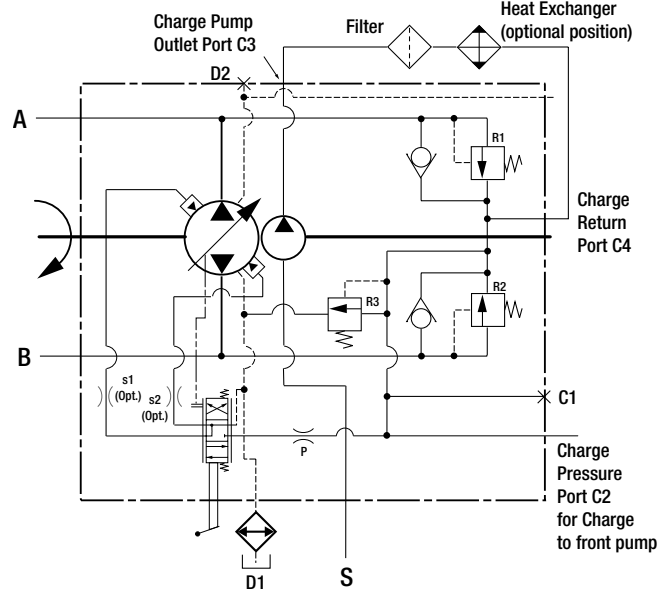 Heat Exchanger
(optional position)
Charge Pump
Outlet Port C3
Filter
D2
A
R1
Charge
Return
Port C4
R3
R2
B
s1
(Opt.)
s2
(Opt.)
C1
P
Charge
Pressure
Port C2
for Charge
to front pump
D1
S